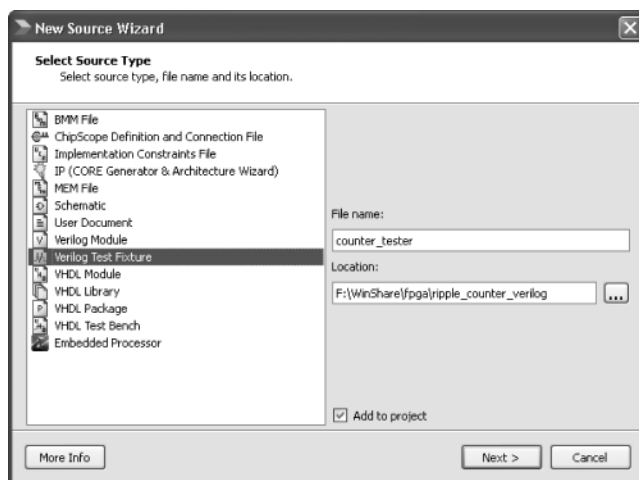 New Source Wizard
Select Source Type
Select source type, file name and its location.
BMM File
ChipScope Definition and Connection File
Implementation Constraints File
IP (CORE Generator & Architecture Wizard)
MEM File
Schematic
User Document
Verilog Module
Verilog Test Fixture
VHDL Module
VHDL Library
VHDL Package
VHDL Test Bench
Embedded Processor
File name:
counter_tester
Location:
F:\WinShare\fpga\ripple_counter_verilog
...
Add to project
More Info
Next >
Cancel